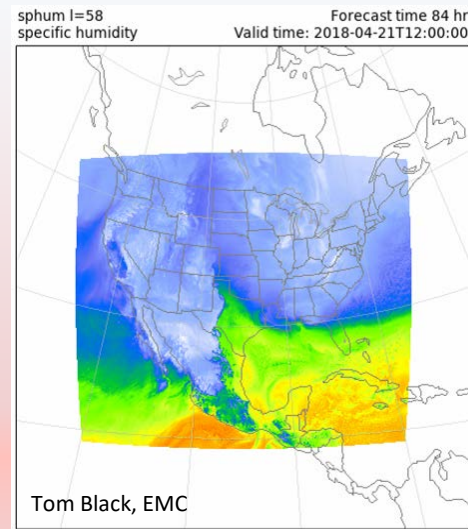 sphum l=58 Forecast time 84 hr
specific humidity Valid time: 2018-04-21T12:00:00
Tom Black, EMC